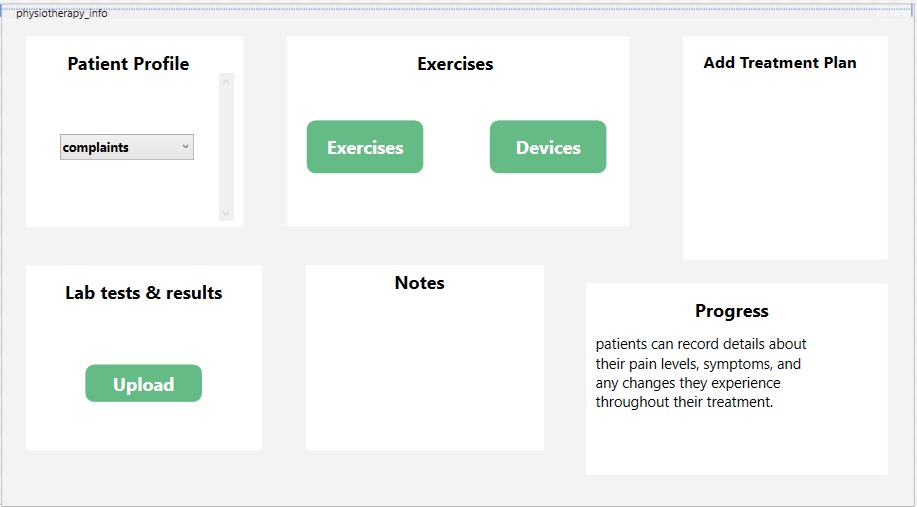 physiotherapy_info
Patient Profile
complaints
Exercises
Exercises
Devices
Add Treatment Plan
Lab tests & results
Upload
Notes
Progress
patients can record details about
their pain levels, symptoms, and
any changes they experience
throughout their treatment.